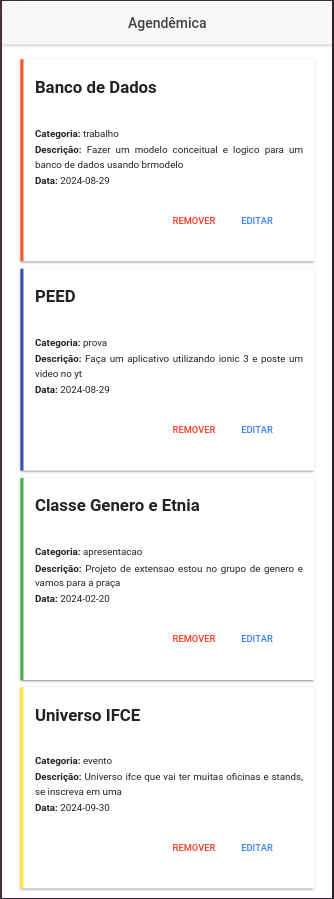 Agendêmica
Banco de Dados
Categoria: trabalho
Descrição: Fazer um modelo conceitual e logico para um
banco de dados usando brmodelo
Data: 2024-08-29
REMOVER EDITAR
PEED
Categoria: prova
Descrição: Faça um aplicativo utilizando ionic 3 e poste um
video no yt
Data: 2024-08-29
REMOVER EDITAR
Classe Genero e Etnia
Categoria: apresentacao
Descrição: Projeto de extensao estou no grupo de genero e
vamos para a praça
Data: 2024-02-20
REMOVER EDITAR
Universo IFCE
Categoria: evento
Descrição: Universo ifce que vai ter muitas oficinas e stands,
se inscreva em uma
Data: 2024-09-30
REMOVER EDITAR